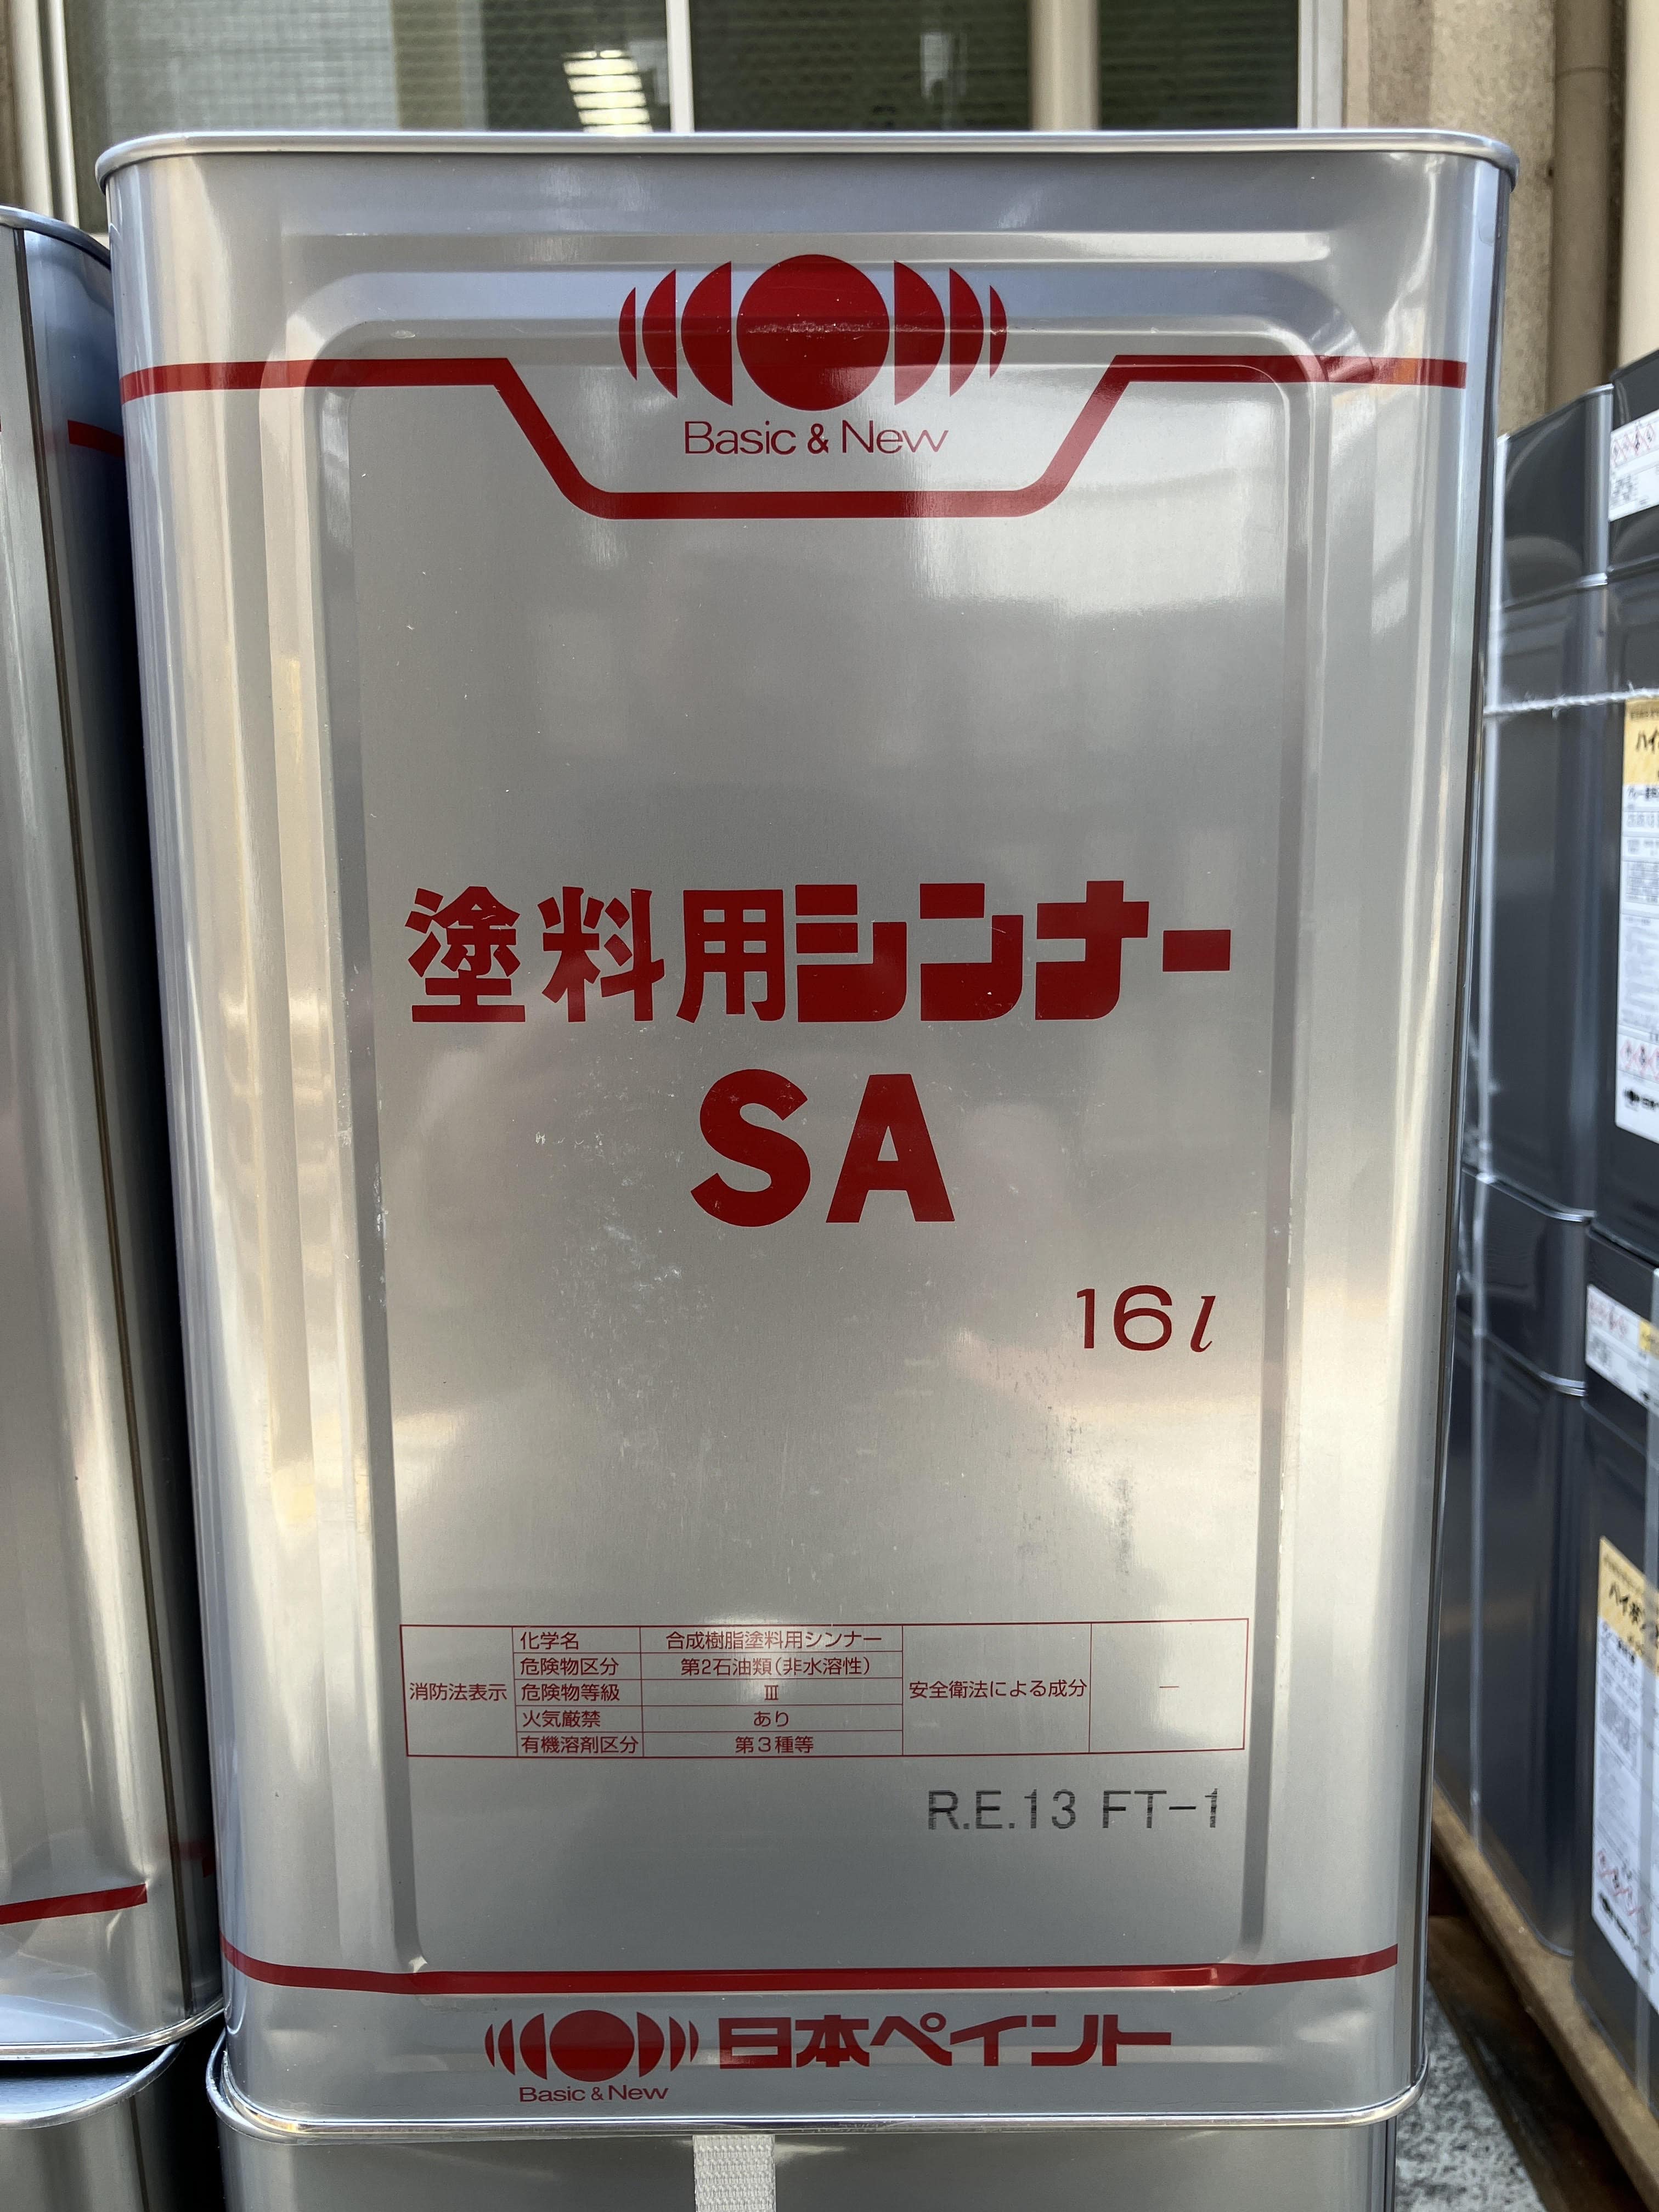 Basic & New
塗料用シンナー
SA
16l
消防法表示
化学名 合成樹脂塗料用シンナー
危険物区分 第2石油類(非水溶性)
危険物等級 Ⅲ
火気厳禁 あり
有機溶剤区分 第3種等
安全衛法による成分 —
R.E.13 FT-1
日本ペイント
Basic & New